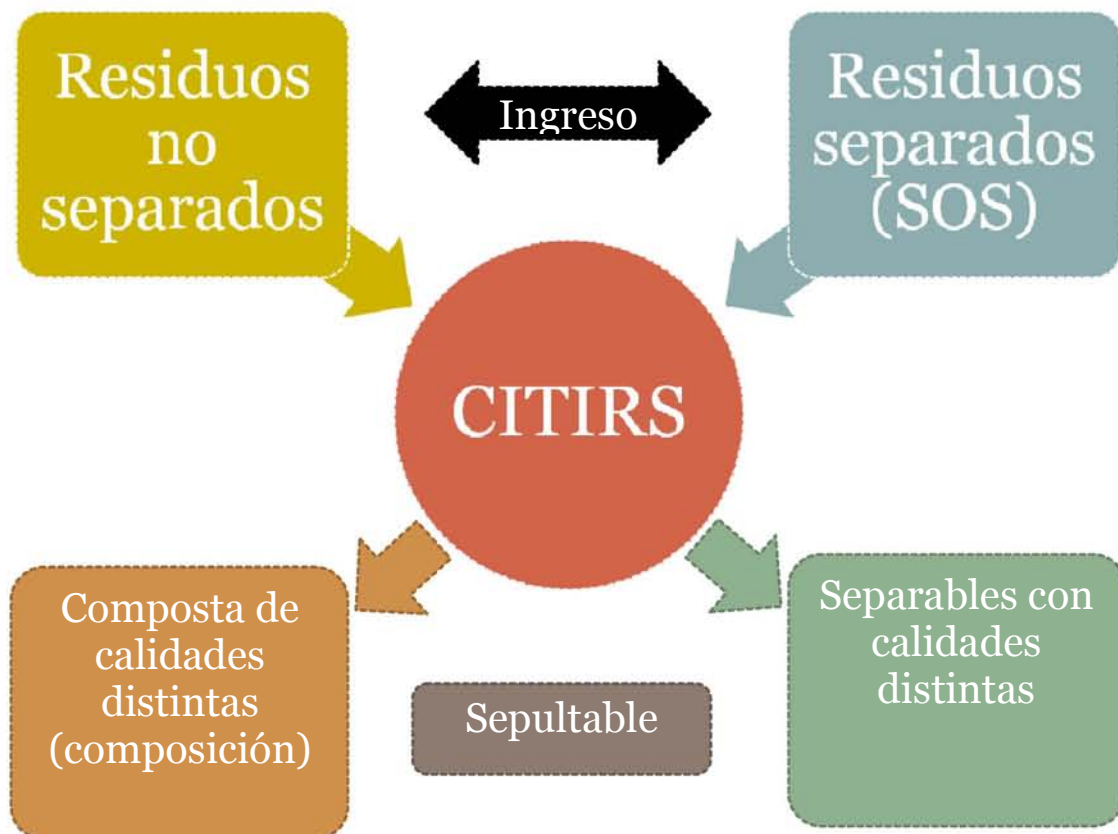 Residuos
no
separados
Ingreso
Residuos
separados
(SOS)
CITIRS
Composta de
calidades
distintas
(composición)
Sepultable
Separables con
calidades
distintas